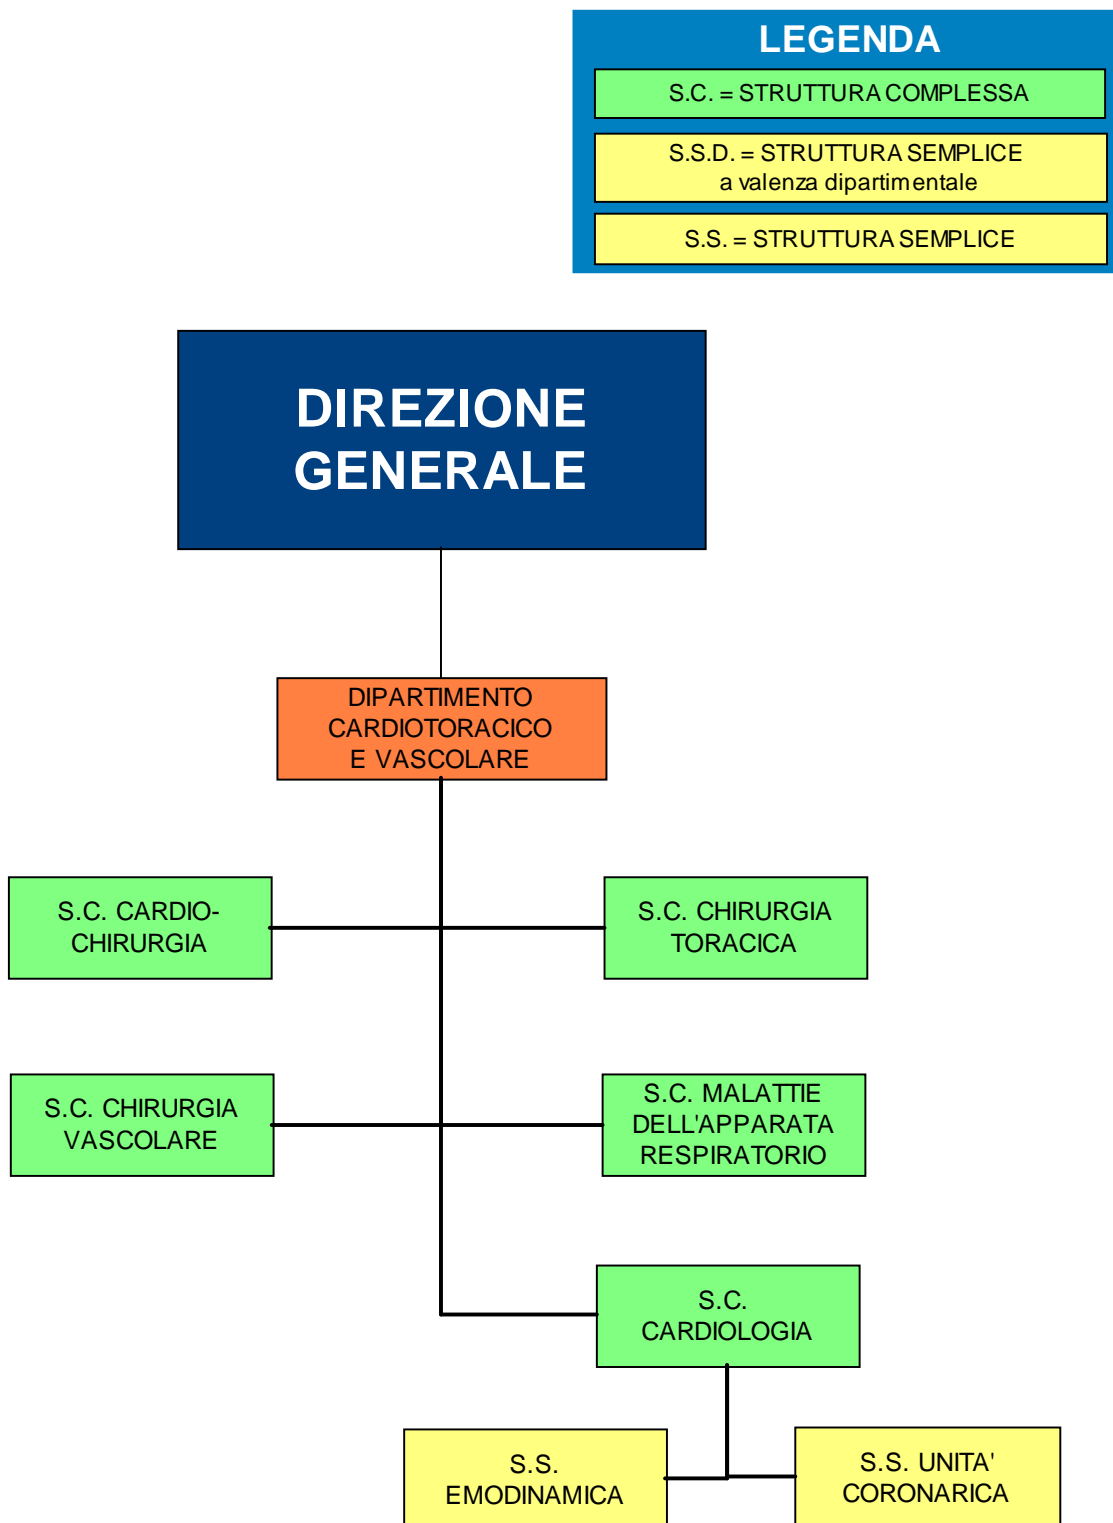 LEGENDA
S.C. = STRUTTURA COMPLESSA
S.S.D. = STRUTTURA SEMPLICE
a valenza dipartimentale
S.S. = STRUTTURA SEMPLICE
DIREZIONE
GENERALE
DIPARTIMENTO
CARDIOTORACICO
E VASCOLARE
S.C. CARDIO-
CHIRURGIA
S.C. CHIRURGIA
TORACICA
S.C. CHIRURGIA
VASCOLARE
S.C. MALATTIE
DELL'APPARATA
RESPIRATORIO
S.C.
CARDIOLOGIA
S.S.
EMODINAMICA
S.S. UNITA'
CORONARICA